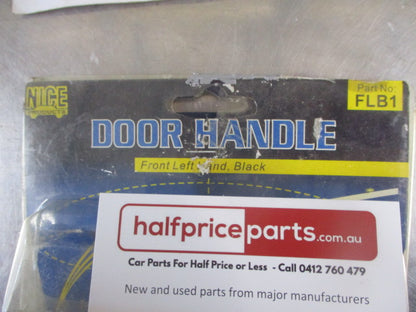 NICE
Part No:
FLB1
DOOR HANDLE
Front Left Hand, Black
halfpriceparts.com.au
Car Parts For Half Price or Less - Call 0412 760 479
New and used parts from major manufacturers